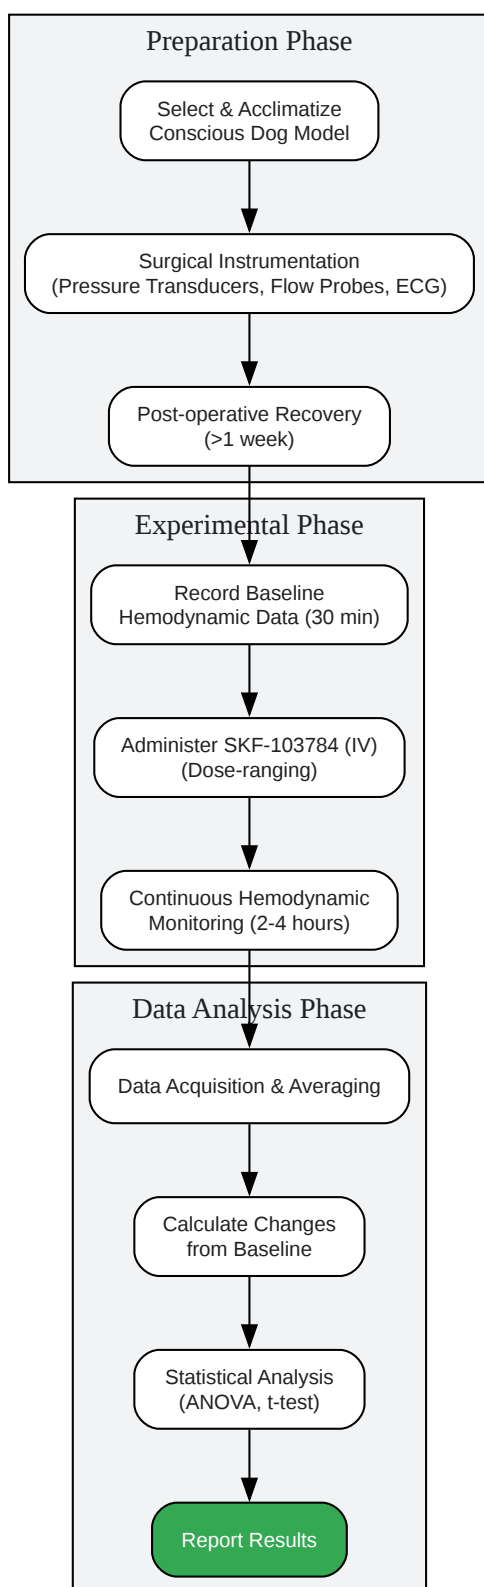 Preparation Phase
Select & Acclimatize
Conscious Dog Model
Surgical Instrumentation
(Pressure Transducers, Flow Probes, ECG)
Post-operative Recovery
(>1 week)
Experimental Phase
Record Baseline
Hemodynamic Data (30 min)
Administer SKF-103784 (IV)
(Dose-ranging)
Continuous Hemodynamic
Monitoring (2-4 hours)
Data Analysis Phase
Data Acquisition & Averaging
Calculate Changes
from Baseline
Statistical Analysis
(ANOVA, t-test)
Report Results